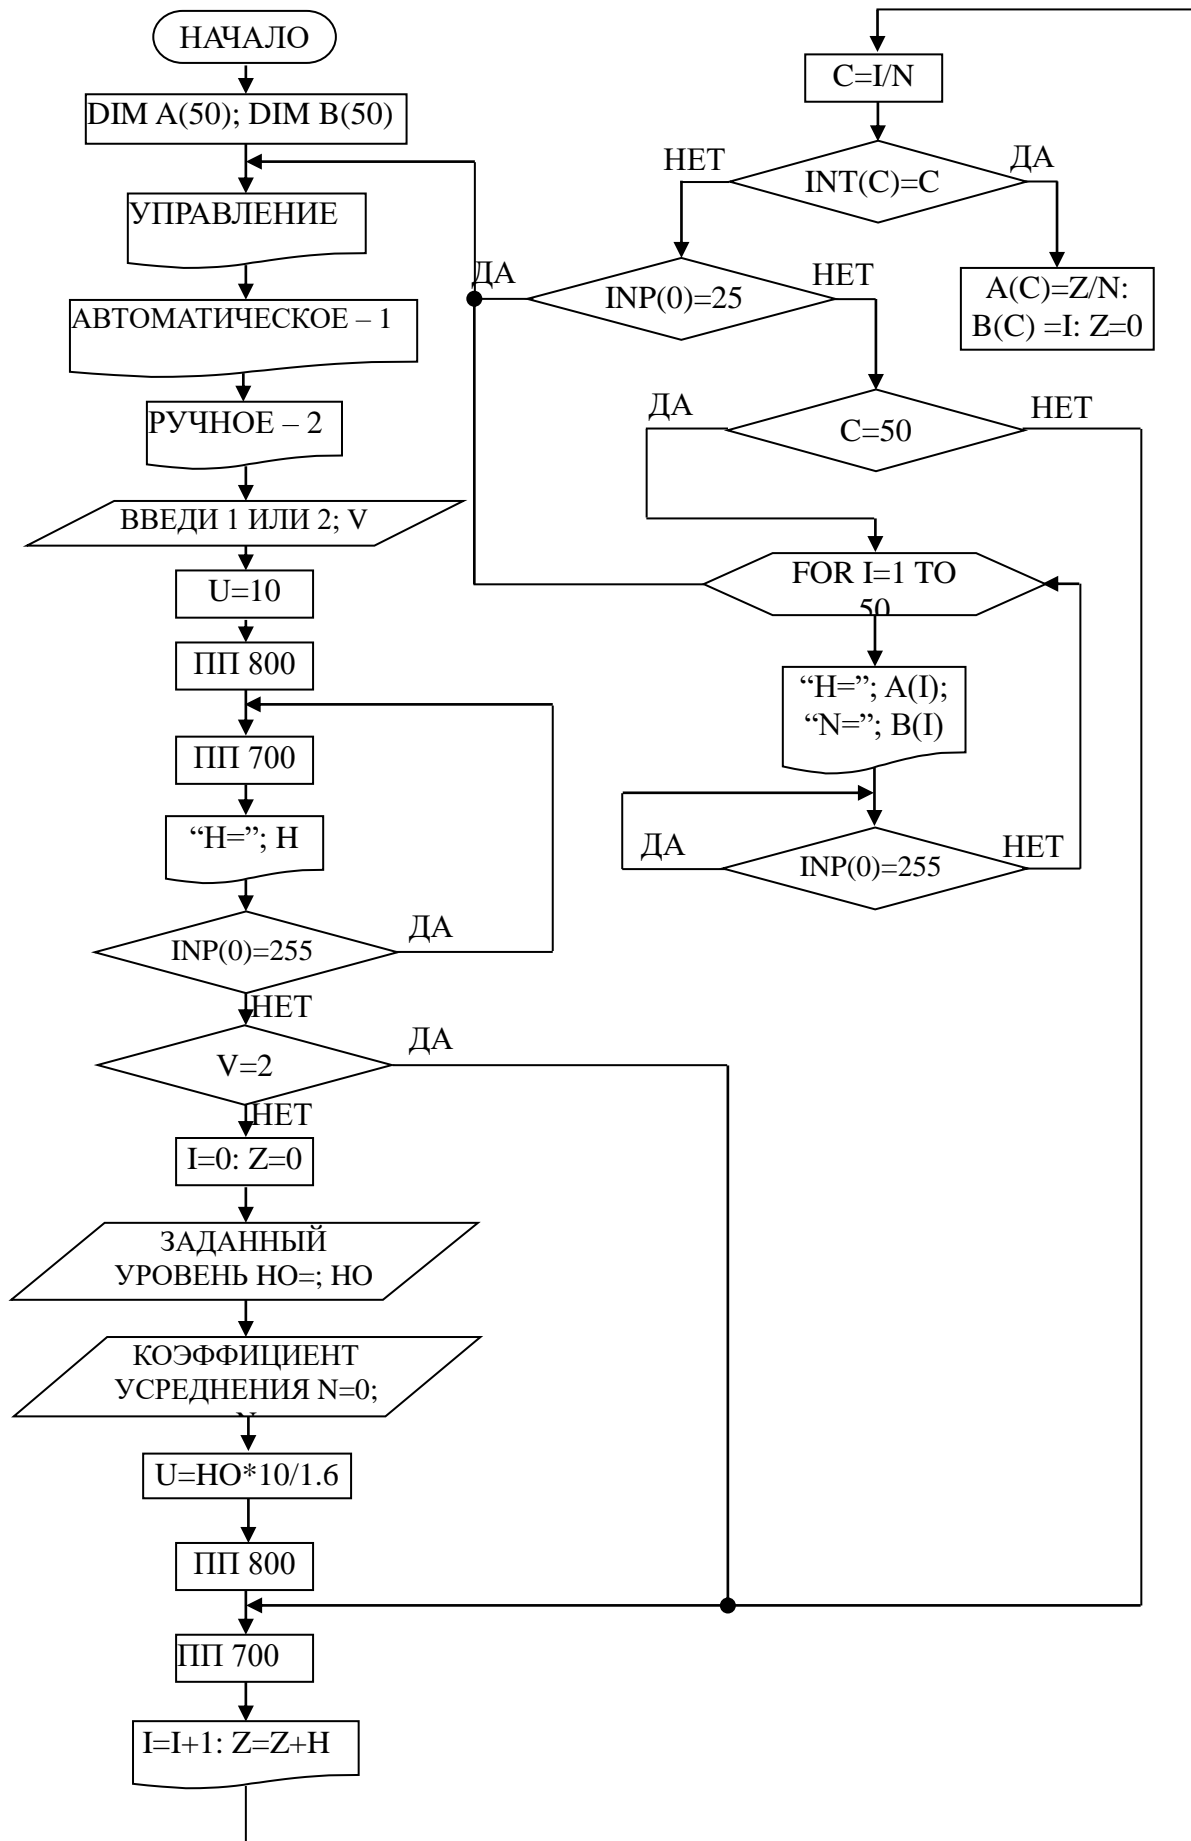 НАЧАЛО
DIM A(50); DIM B(50)
УПРАВЛЕНИЕ
АВТОМАТИЧЕСКОЕ – 1
РУЧНОЕ – 2
ВВЕДИ 1 ИЛИ 2; V
U=10
ПП 800
ПП 700
“H=”; H
INP(0)=255
ДА
НЕТ
V=2
ДА
НЕТ
I=0: Z=0
ЗАДАННЫЙ
УРОВЕНЬ HO=; HO
КОЭФФИЦИЕНТ
УСРЕДНЕНИЯ N=0;
U=HO*10/1.6
ПП 800
ПП 700
I=I+1: Z=Z+H
C=I/N
НЕТ
ДА
INT(C)=C
A(C)=Z/N:
B(C) =I: Z=0
ДА
НЕТ
INP(0)=25
ДА
НЕТ
C=50
FOR I=1 TO
50
“H=”; A(I);
“N=”; B(I)
ДА
НЕТ
INP(0)=255